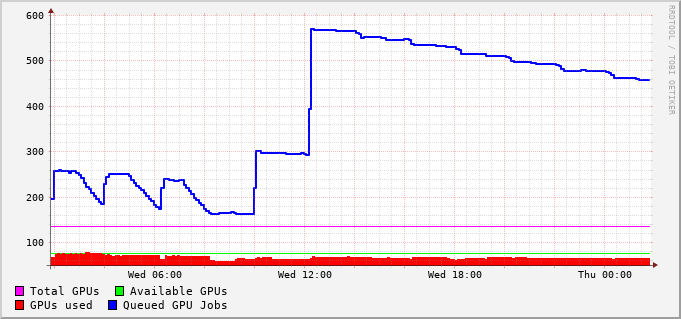 600
500
400
300
200
100
Wed 06:00 Wed 12:00 Wed 18:00 Thu 00:00
Total GPUs Available GPUs
GPUs used Queued GPU Jobs
RRDTOOL / TOBI OETIKER